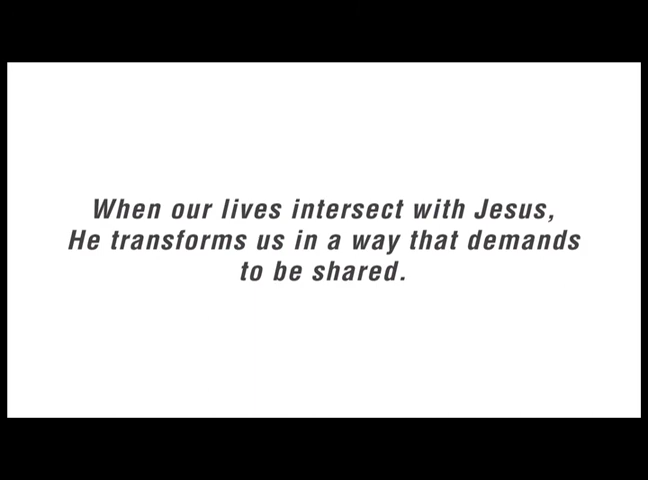 When our lives intersect with Jesus,
He transforms us in a way that demands
to be shared.